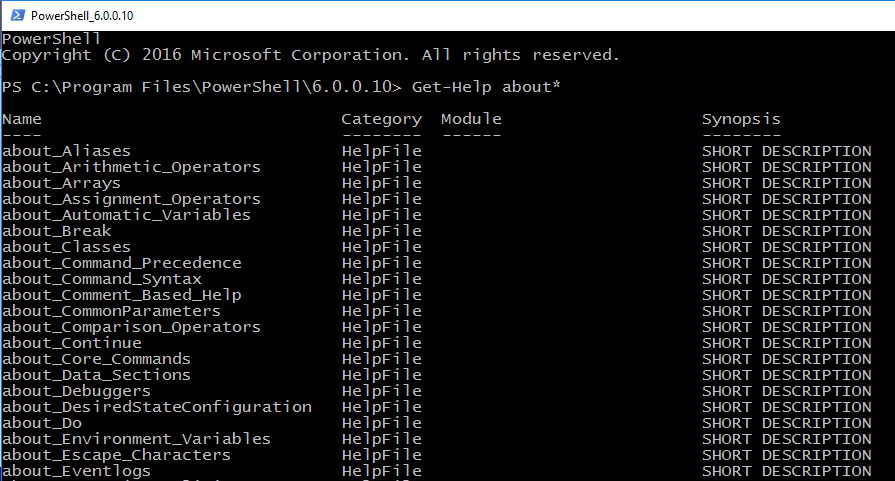 PowerShell_6.0.0.10
PowerShell
Copyright (C) 2016 Microsoft Corporation. All rights reserved.
PS C:\Program Files\PowerShell\6.0.0.10> Get-Help about*
Name Category Module Synopsis
---- -------- ------ --------
about_Aliases HelpFile SHORT DESCRIPTION
about_Arithmetic_Operators HelpFile SHORT DESCRIPTION
about_Arrays HelpFile SHORT DESCRIPTION
about_Assignment_Operators HelpFile SHORT DESCRIPTION
about_Automatic_Variables HelpFile SHORT DESCRIPTION
about_Break HelpFile SHORT DESCRIPTION
about_Classes HelpFile SHORT DESCRIPTION
about_Command_Precedence HelpFile SHORT DESCRIPTION
about_Command_Syntax HelpFile SHORT DESCRIPTION
about_Comment_Based_Help HelpFile SHORT DESCRIPTION
about_CommonParameters HelpFile SHORT DESCRIPTION
about_Comparison_Operators HelpFile SHORT DESCRIPTION
about_Continue HelpFile SHORT DESCRIPTION
about_Core_Commands HelpFile SHORT DESCRIPTION
about_Data_Sections HelpFile SHORT DESCRIPTION
about_Debuggers HelpFile SHORT DESCRIPTION
about_DesiredStateConfiguration HelpFile SHORT DESCRIPTION
about_Do HelpFile SHORT DESCRIPTION
about_Environment_Variables HelpFile SHORT DESCRIPTION
about_Escape_Characters HelpFile SHORT DESCRIPTION
about_Eventlogs HelpFile SHORT DESCRIPTION